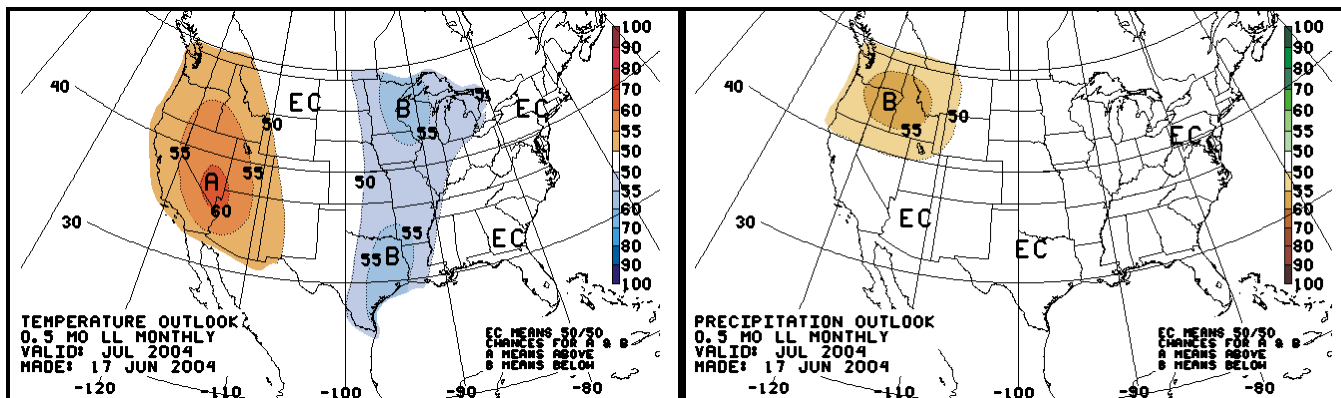 40
30
-120
-110
-100
-90
-80
EC
B
EC
50
55
55
55
50
A
60
55
EC
55
B
100
90
80
70
60
55
50
55
60
70
80
90
100
TEMPERATURE OUTLOOK
0.5 MO LL MONTHLY
VALID: JUL 2004
MADE: 17 JUN 2004
EC MEANS 50/50
CHANCES FOR A & B
A MEANS ABOVE
B MEANS BELOW
40
30
-120
-110
-100
-90
-80
B
50
55
EC
EC
EC
100
90
80
70
60
55
50
55
60
70
80
90
100
PRECIPITATION OUTLOOK
0.5 MO LL MONTHLY
VALID: JUL 2004
MADE: 17 JUN 2004
EC MEANS 50/50
CHANCES FOR A & B
A MEANS ABOVE
B MEANS BELOW